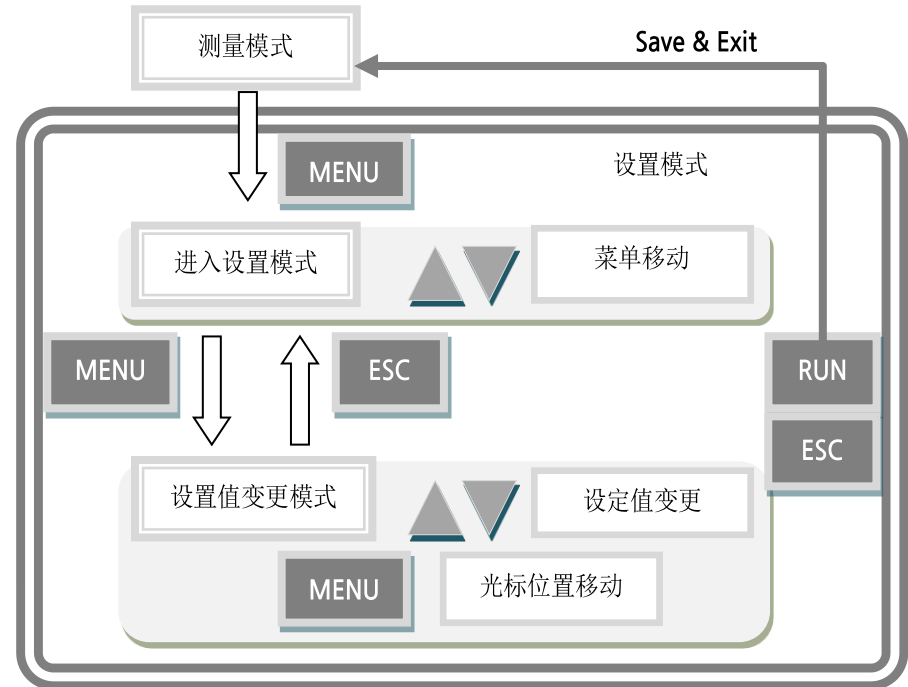 测量模式
Save & Exit
MENU
设置模式
进入设置模式
菜单移动
MENU
ESC
RUN
ESC
设置值变更模式
设定值变更
MENU
光标位置移动